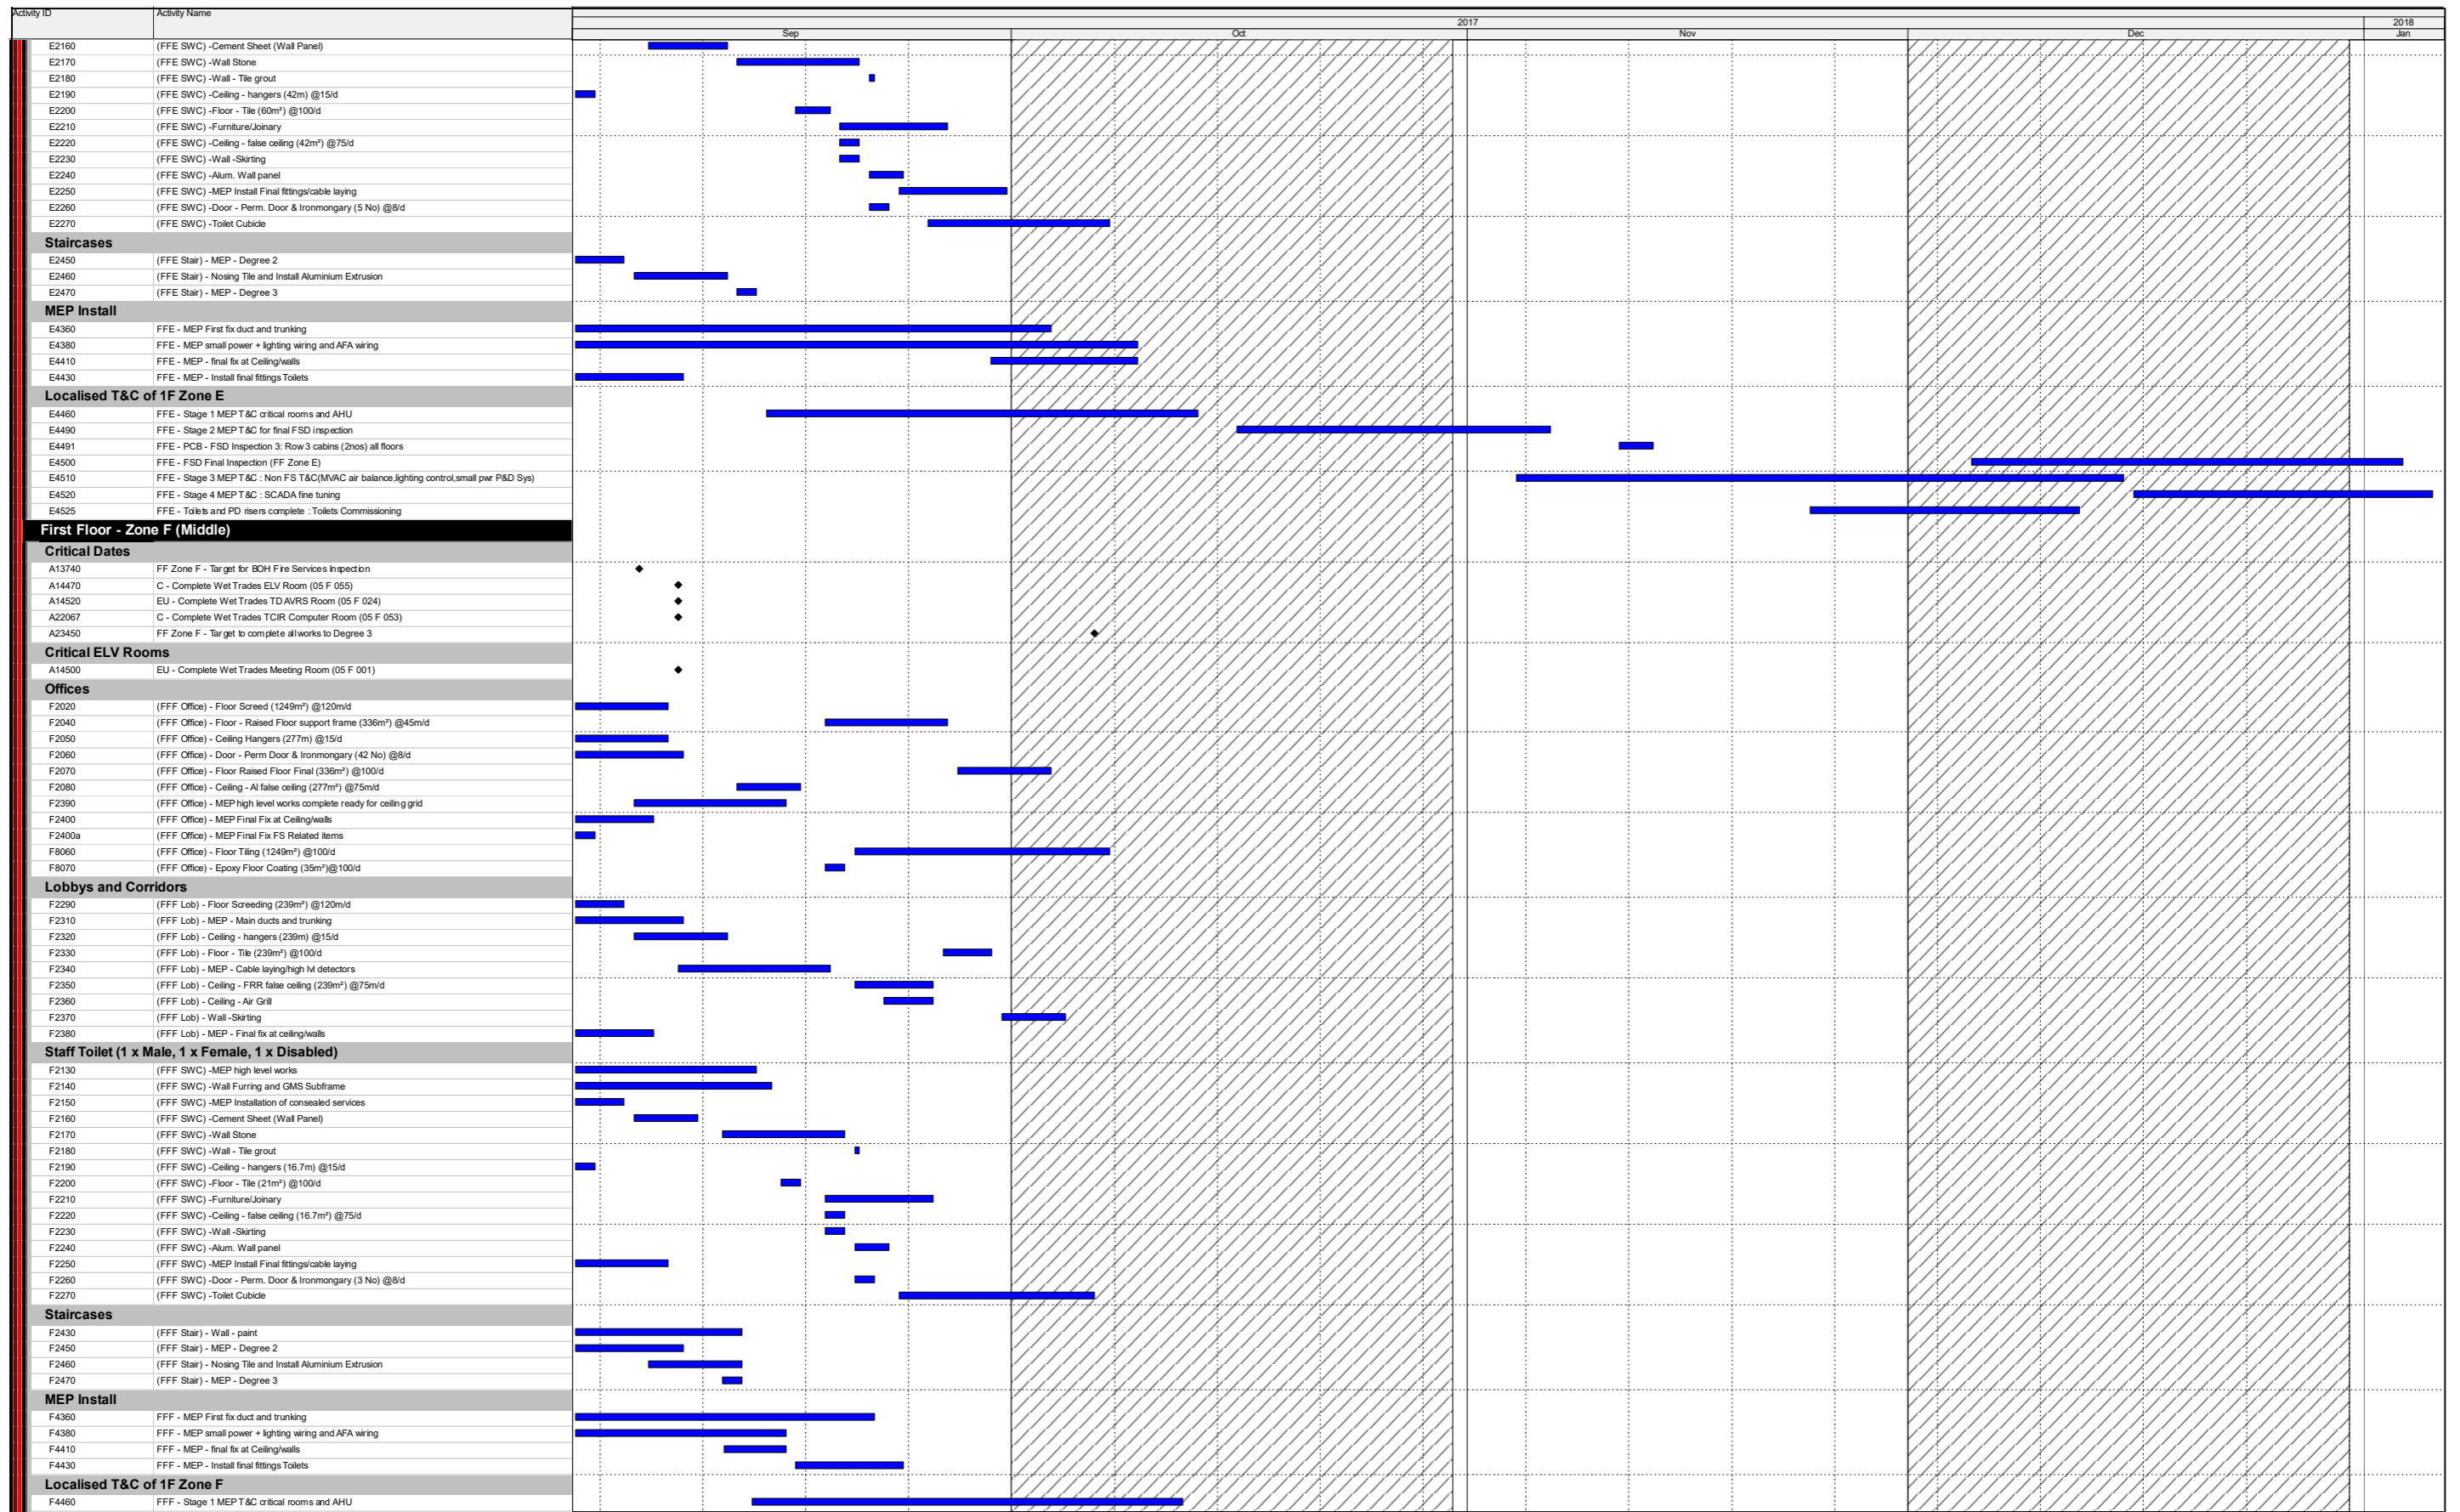 Activity ID Activity Name
2017 2018
Sep Oct Nov Dec Jan
E2160 (FFE SWC) -Cement Sheet (Wall Panel)
E2170 (FFE SWC) -Wall Stone
E2180 (FFE SWC) -Wall - Tile grout
E2190 (FFE SWC) -Ceiling - hangers (42m) @15/d
E2200 (FFE SWC) -Floor - Tile (60m²) @100/d
E2210 (FFE SWC) -Furniture/Joinary
E2220 (FFE SWC) -Ceiling - false ceiling (42m²) @75/d
E2230 (FFE SWC) -Wall -Skirting
E2240 (FFE SWC) -Alum. Wall panel
E2250 (FFE SWC) -MEP Install Final fittings/cable laying
E2260 (FFE SWC) -Door - Perm. Door & Ironmongary (5 No) @8/d
E2270 (FFE SWC) -Toilet Cubicle
Staircases
E2450 (FFE Stair) - MEP - Degree 2
E2460 (FFE Stair) - Nosing Tile and Install Aluminium Extrusion
E2470 (FFE Stair) - MEP - Degree 3
MEP Install
E4360 FFE - MEP First fix duct and trunking
E4380 FFE - MEP small power + lighting wiring and AFA wiring
E4410 FFE - MEP - final fix at Ceiling/walls
E4430 FFE - MEP - Install final fittings Toilets
Localised T&C of 1F Zone E
E4460 FFE - Stage 1 MEP T&C critical rooms and AHU
E4490 FFE - Stage 2 MEP T&C for final FSD inspection
E4491 FFE - PCB - FSD Inspection 3: Row 3 cabins (2nos) all floors
E4500 FFE - FSD Final Inspection (FF Zone E)
E4510 FFE - Stage 3 MEP T&C : Non FS T&C(MVAC air balance,lighting control,small pwr P&D Sys)
E4520 FFE - Stage 4 MEP T&C : SCADA fine tuning
E4525 FFE - Toilets and PD risers complete : Toilets Commissioning
First Floor - Zone F (Middle)
Critical Dates
A13740 FF Zone F - Target for BOH Fire Services Inspection
A14470 C - Complete Wet Trades ELV Room (05 F 055)
A14520 EU - Complete Wet Trades TD AVRS Room (05 F 024)
A22067 C - Complete Wet Trades TCIR Computer Room (05 F 053)
A23450 FF Zone F - Target to complete all works to Degree 3
Critical ELV Rooms
A14500 EU - Complete Wet Trades Meeting Room (05 F 001)
Offices
F2020 (FFF Office) - Floor Screed (1249m²) @120m/d
F2040 (FFF Office) - Floor - Raised Floor support frame (336m²) @45m/d
F2050 (FFF Office) - Ceiling Hangers (277m) @15/d
F2060 (FFF Office) - Door - Perm Door & Ironmongary (42 No) @8/d
F2070 (FFF Office) - Floor Raised Floor Final (336m²) @100/d
F2080 (FFF Office) - Ceiling - Al false ceiling (277m²) @75m/d
F2390 (FFF Office) - MEP high level works complete ready for ceiling grid
F2400 (FFF Office) - MEP Final Fix at Ceiling/walls
F2400a (FFF Office) - MEP Final Fix FS Related items
F8060 (FFF Office) - Floor Tiling (1249m²) @100/d
F8070 (FFF Office) - Epoxy Floor Coating (35m²)@100/d
Lobbys and Corridors
F2290 (FFF Lob) - Floor Screeding (239m²) @120m/d
F2310 (FFF Lob) - MEP - Main ducts and trunking
F2320 (FFF Lob) - Ceiling - hangers (239m) @15/d
F2330 (FFF Lob) - Floor - Tile (239m²) @100/d
F2340 (FFF Lob) - MEP - Cable laying/high lvl detectors
F2350 (FFF Lob) - Ceiling - FRR false ceiling (239m²) @75m/d
F2360 (FFF Lob) - Ceiling - Air Grill
F2370 (FFF Lob) - Wall -Skirting
F2380 (FFF Lob) - MEP - Final fix at ceiling/walls
Staff Toilet (1 x Male, 1 x Female, 1 x Disabled)
F2130 (FFF SWC) -MEP high level works
F2140 (FFF SWC) -Wall Furring and GMS Subframe
F2150 (FFF SWC) -MEP Installation of consealed services
F2160 (FFF SWC) -Cement Sheet (Wall Panel)
F2170 (FFF SWC) -Wall Stone
F2180 (FFF SWC) -Wall - Tile grout
F2190 (FFF SWC) -Ceiling - hangers (16.7m) @15/d
F2200 (FFF SWC) -Floor - Tile (21m²) @100/d
F2210 (FFF SWC) -Furniture/Joinary
F2220 (FFF SWC) -Ceiling - false ceiling (16.7m²) @75/d
F2230 (FFF SWC) -Wall -Skirting
F2240 (FFF SWC) -Alum. Wall panel
F2250 (FFF SWC) -MEP Install Final fittings/cable laying
F2260 (FFF SWC) -Door - Perm. Door & Ironmongary (3 No) @8/d
F2270 (FFF SWC) -Toilet Cubicle
Staircases
F2430 (FFF Stair) - Wall - paint
F2450 (FFF Stair) - MEP - Degree 2
F2460 (FFF Stair) - Nosing Tile and Install Aluminium Extrusion
F2470 (FFF Stair) - MEP - Degree 3
MEP Install
F4360 FFF - MEP First fix duct and trunking
F4380 FFF - MEP small power + lighting wiring and AFA wiring
F4410 FFF - MEP - final fix at Ceiling/walls
F4430 FFF - MEP - Install final fittings Toilets
Localised T&C of 1F Zone F
F4460 FFF - Stage 1 MEP T&C critical rooms and AHU